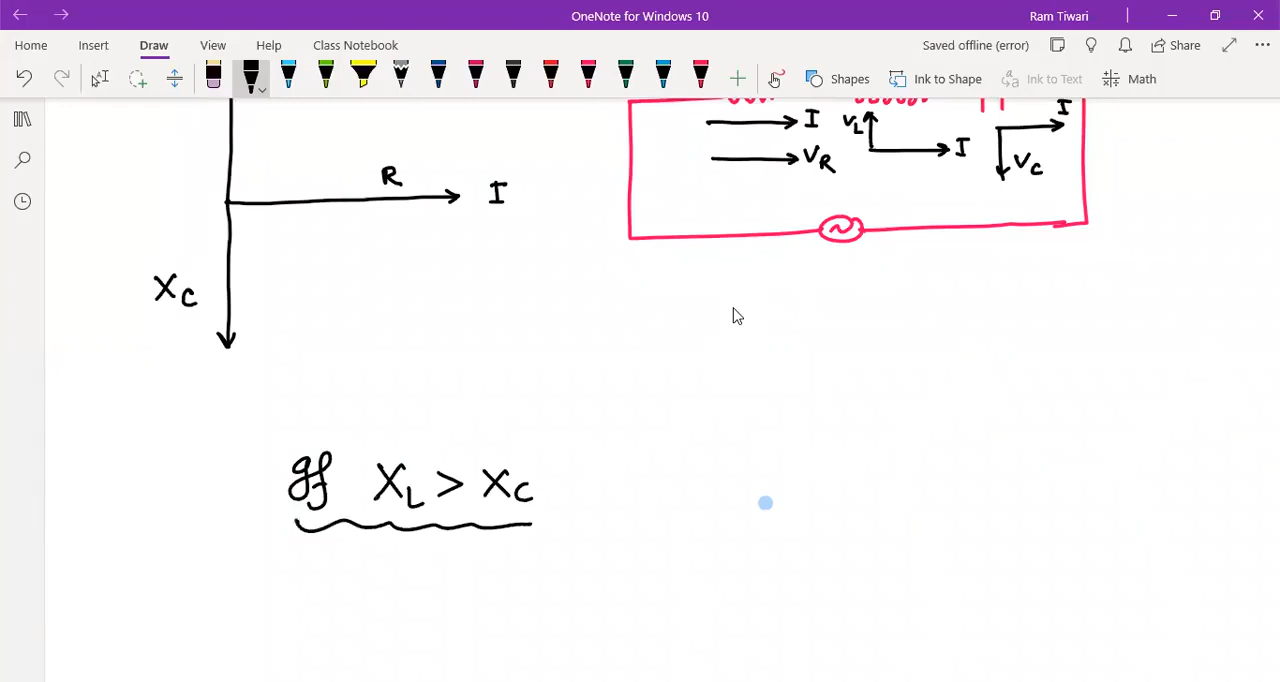 OneNote for Windows 10
Ram Tiwari
Home Insert Draw View Help Class Notebook
Saved offline (error)
Share
Shapes
Ink to Shape
Ink to Text
Math
I
I
VL
VR
I
VC
R
I
XC
If XL > XC